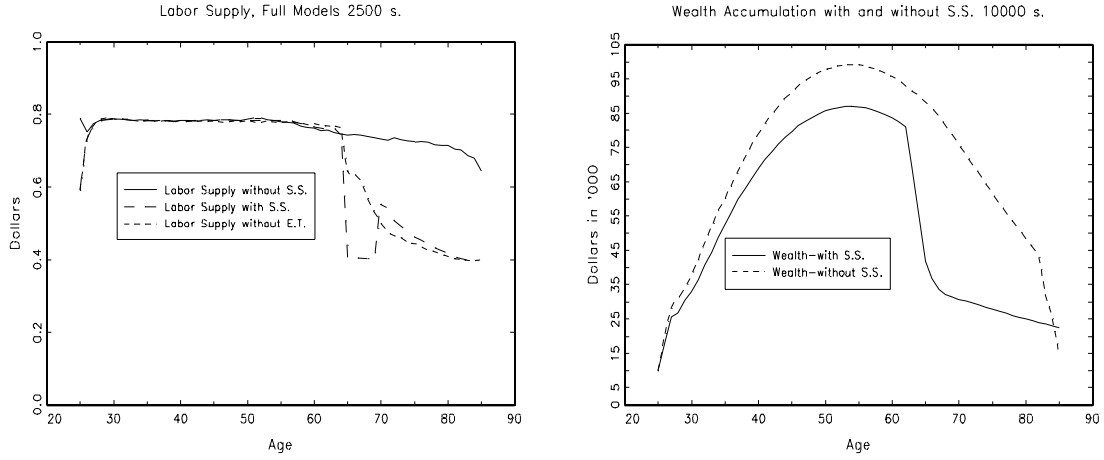 Labor Supply, Full Models 2500 s.
Dollars
1.0
0.8
0.6
0.4
0.2
0.0
Labor Supply without S.S.
Labor Supply with S.S.
Labor Supply without E.T.
20 30 40 50 60 70 80 90
Age
Wealth Accumulation with and without S.S. 10000 s.
Dollars in '000
105
95
85
75
65
55
45
35
25
15
5
0
Wealth-with S.S.
Wealth-without S.S.
20 30 40 50 60 70 80 90
Age